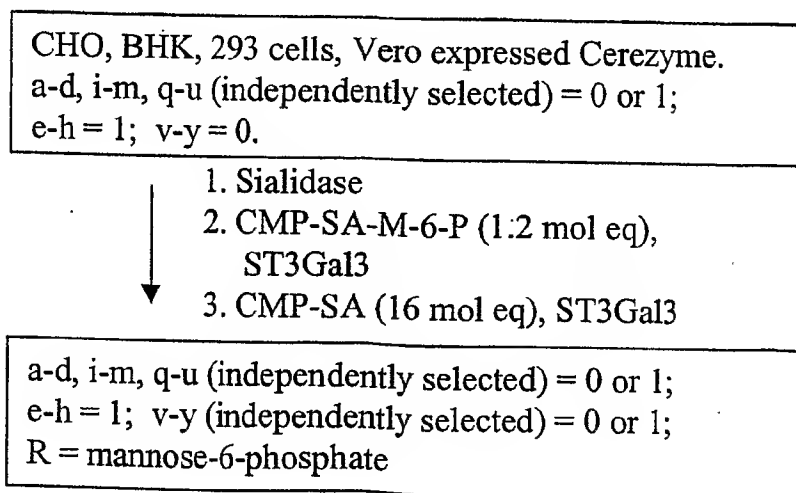 CHO, BHK, 293 cells, Vero expressed Cerezyme.
a-d, i-m, q-u (independently selected) = 0 or 1;
e-h = 1; v-y = 0.
1. Sialidase
2. CMP-SA-M-6-P (1:2 mol eq),
ST3Gal3
3. CMP-SA (16 mol eq), ST3Gal3
a-d, i-m, q-u (independently selected) = 0 or 1;
e-h = 1; v-y (independently selected) = 0 or 1;
R = mannose-6-phosphate